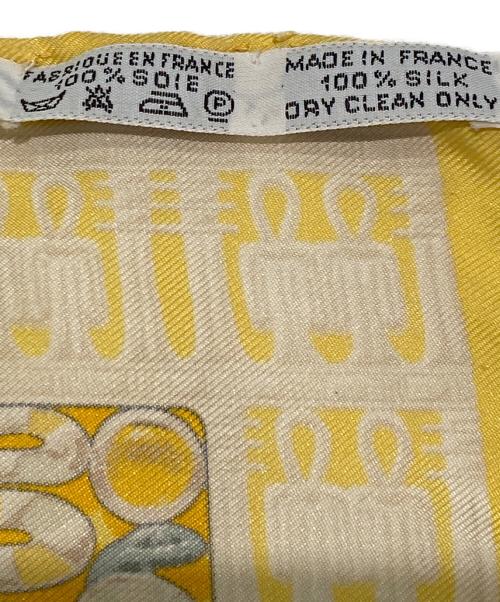 FABRIQUE EN FRANCE
100% SOIE
P
MADE IN FRANCE
100% SILK
DRY CLEAN ONLY